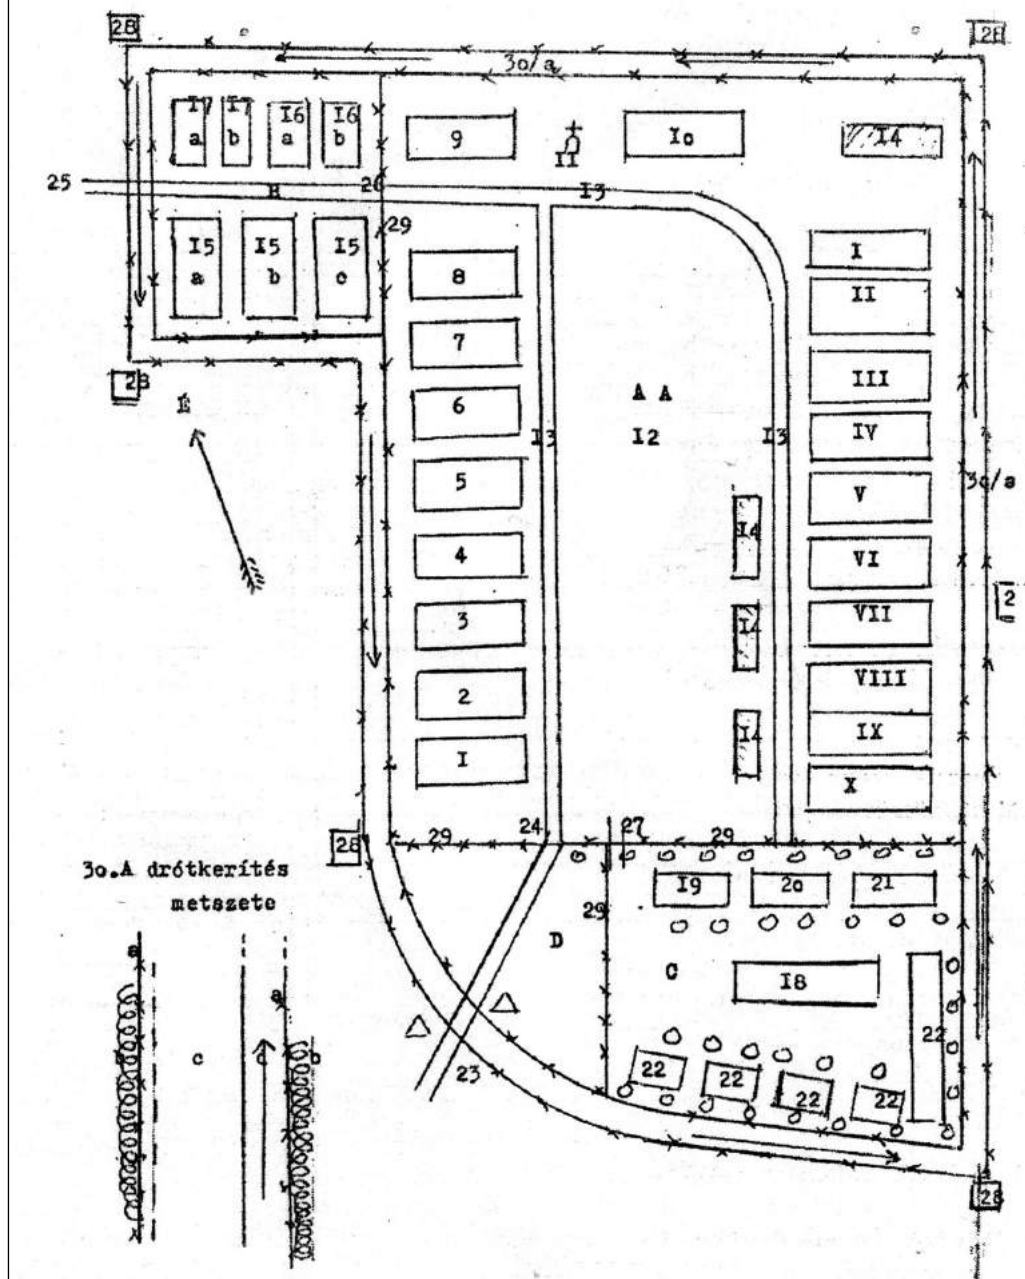 28
28
30/a
I7 a
I7 b
I6 a
I6 b
9
II
Io
I4
25
H
26
I3
29
I5 a
I5 b
I5 c
8
I
II
7
III
28
É
6
A A
I3
I2
I3
IV
5
V
3o/a
I4
4
VI
2
3
I4
VII
2
VIII
I
I4
IX
X
28
29
24
27
29
3o.A drótkerítés
metszete
I9
2o
21
29
D
C
I8
a
a
b
c
d
b
22
23
22
22
22
22
28